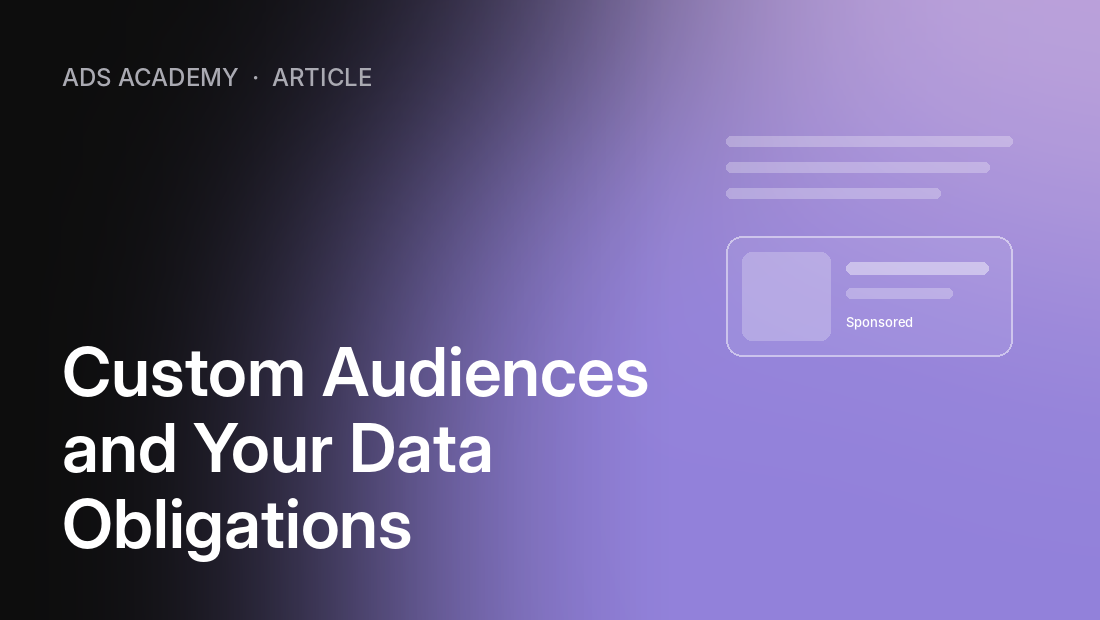 ADS ACADEMY · ARTICLE
Sponsored
Custom Audiences
and Your Data
Obligations